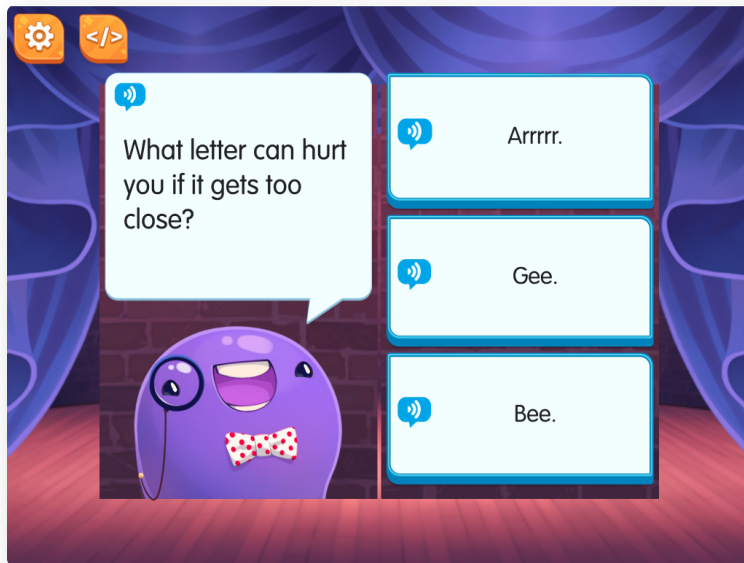 </>
What letter can hurt
you if it gets too
close?
Arrrrr.
Gee.
Bee.